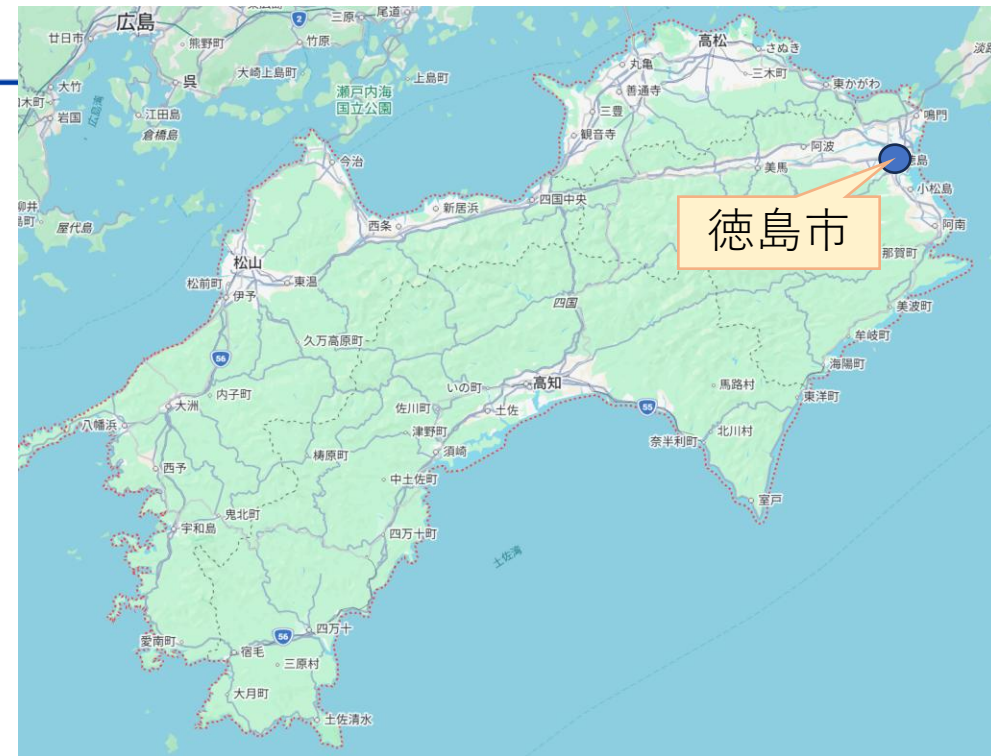 広島
2
三原
尾道
廿日市
熊野町
竹原
高松
さぬき
大竹
呉
大崎上島町
上島町
丸亀
三木町
瀬戸内海
国立公園
善通寺
東かがわ
岩国
江田島
倉橋島
広島湾
三豊
鳴門
観音寺
今治
阿波
美馬
徳島
小松島
新居浜
四国中央
屋代島
西条
徳島市
阿南
那賀町
松山
松前町
東温
伊予
四国
美波町
久万高原町
牟岐町
56
海陽町
いの町
高知
馬路村
内子町
東洋町
大洲
佐川町
土佐
55
八幡浜
津野町
北川村
奈半利町
須崎
梼原町
西予
中土佐町
室戸
鬼北町
宇和島
四万十町
土佐湾
四万十
愛南町
56
宿毛
三原村
大月町
土佐清水